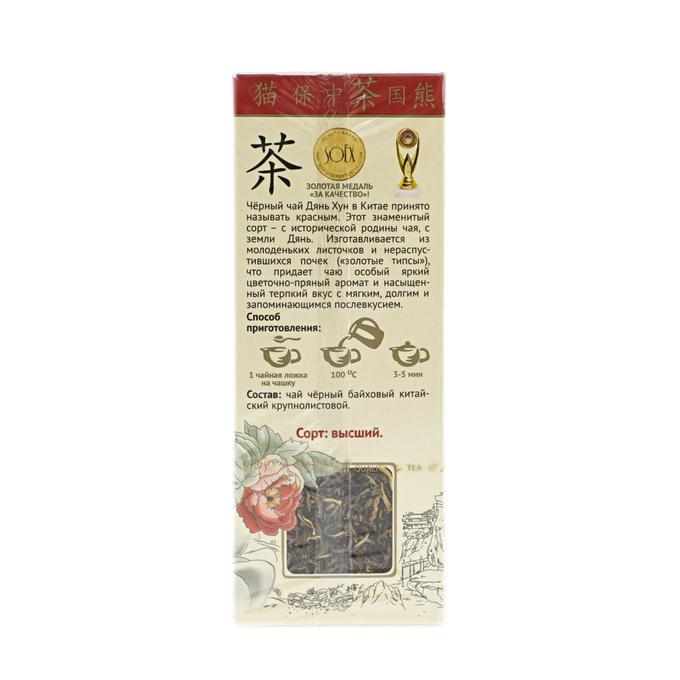 猫 保 中 茶 国 熊
茶
SOEX
ЗОЛОТАЯ МЕДАЛЬ
«ЗА КАЧЕСТВО»!
Чёрный чай Дянь Хун в Китае принято
называть красным. Этот знаменитый
сорт – с исторической родины чая, с
земли Дянь. Изготавливается из
молоденьких листочков и нераспус-
тившихся почек («золотые типсы»),
что придает чаю особый яркий
цветочно-пряный аромат и насыщен-
ный терпкий вкус с мягким, долгим и
запоминающимся послевкусием.
Способ
приготовления:
1 чайная ложка
на чашку
100 °С
3-5 мин
Состав: чай чёрный байховый китай-
ский крупнолистовой.
Сорт: высший.
TEA